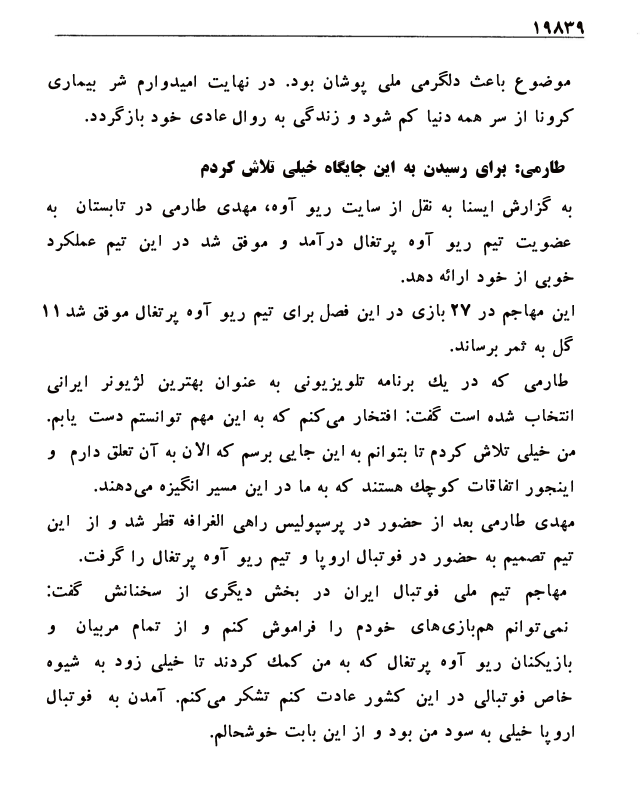 ۱۹۸۳۹
موضوع باعث دلگرمی ملی پوشان بود. در نهایت امیدوارم شر بیماری
کرونا از سر همه دنیا کم شود و زندگی به روال عادی خود بازگردد.
طارمی: برای رسیدن به این جایگاه خیلی تلاش کردم
به گزارش ایسنا به نقل از سایت ریو آوه، مهدی طارمی در تابستان به
عضویت تیم ریو آوه پرتغال درآمد و موفق شد در این تیم عملکرد
خوبی از خود ارائه دهد.
این مهاجم در ۲۷ بازی در این فصل برای تیم ریو آوه پرتغال موفق شد ۱۱
گل به ثمر برساند.
طارمی که در یك برنامه تلویزیونی به عنوان بهترین لژیونر ایرانی
انتخاب شده است گفت: افتخار می‌کنم که به این مهم توانستم دست یابم.
من خیلی تلاش کردم تا بتوانم به این جایی برسم که الان به آن تعلق دارم و
اینجور اتفاقات کوچك هستند که به ما در این مسیر انگیزه می‌دهند.
مهدی طارمی بعد از حضور در پرسپولیس راهی الغرافه قطر شد و از این
تیم تصمیم به حضور در فوتبال اروپا و تیم ریو آوه پرتغال را گرفت.
مهاجم تیم ملی فوتبال ایران در بخش دیگری از سخنانش گفت:
نمی‌توانم هم‌بازی‌های خودم را فراموش کنم و از تمام مربیان و
بازیکنان ریو آوه پرتغال که به من کمك کردند تا خیلی زود به شیوه
خاص فوتبالی در این کشور عادت کنم تشکر می‌کنم. آمدن به فوتبال
اروپا خیلی به سود من بود و از این بابت خوشحالم.